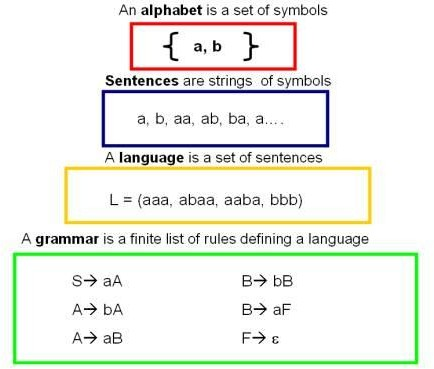 An alphabet is a set of symbols
{ a, b }
Sentences are strings of symbols
a, b, aa, ab, ba, a....
A language is a set of sentences
L = (aaa, abaa, aaba, bbb)
A grammar is a finite list of rules defining a language
S→ aA B→ bB
A→ bA B→ aF
A→ aB F→ ε